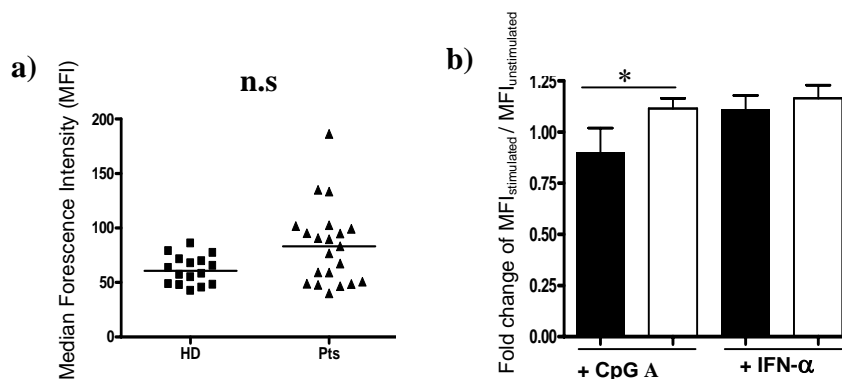 a)
n.s
Median Forescence Intensity (MFI)
200
150
100
50
0
HD
Pts
b)
*
Fold change of MFIstimulated / MFIunstimulated
1.25
1.00
0.75
0.50
0.25
0.00
+ CpG A
+ IFN-α